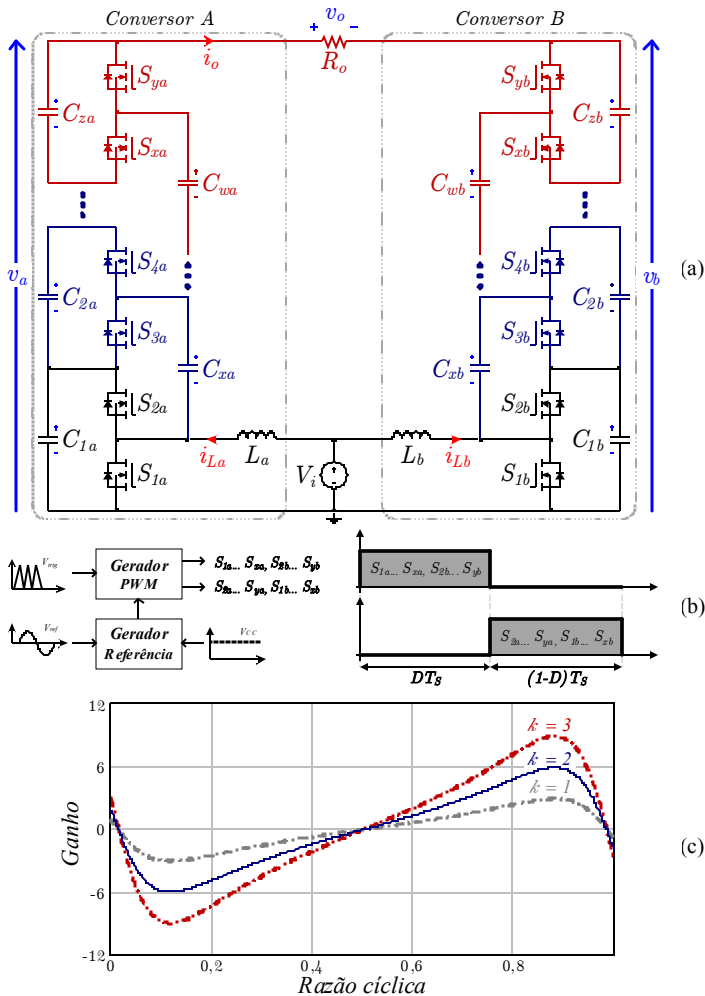 Conversor A
+ v_o −
Conversor B
i_o
R_o
S_ya
S_yb
C_za
C_zb
S_xa
S_xb
C_wa
C_wb
S_4a
S_4b
v_a
C_2a
C_2b
v_b
(a)
S_3a
S_3b
C_xa
C_xb
S_2a
S_2b
C_1a
C_1b
i_La
L_a
L_b
i_Lb
S_1a
V_i
S_1b
V_trig
Gerador
PWM
S_1a... S_xa, S_2b... S_yb
S_2a... S_ya, S_1b... S_xb
V_ref
Gerador
Referência
V_CC
S_1a... S_xa, S_2b... S_yb
(b)
S_2a... S_ya, S_1b... S_xb
DT_S
(1-D)T_S
12
k = 3
6
k = 2
k = 1
Ganho
0
(c)
-6
-12
0
0,2
0,4
0,6
0,8
Razão cíclica